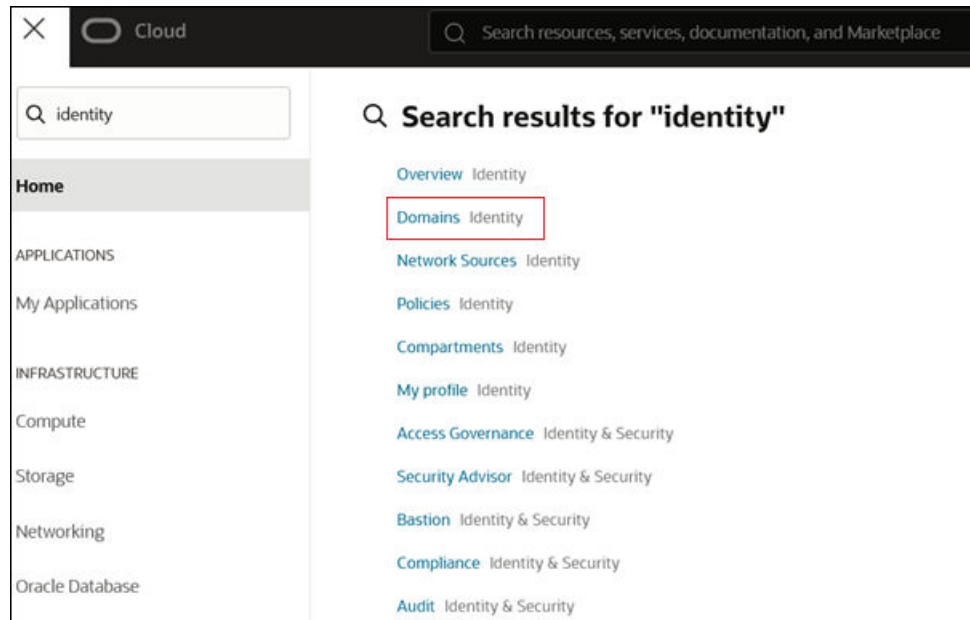 Cloud
Search resources, services, documentation, and Marketplace
identity
Home
APPLICATIONS
My Applications
INFRASTRUCTURE
Compute
Storage
Networking
Oracle Database
Search results for "identity"
Overview Identity
Domains Identity
Network Sources Identity
Policies Identity
Compartments Identity
My profile Identity
Access Governance Identity & Security
Security Advisor Identity & Security
Bastion Identity & Security
Compliance Identity & Security
Audit Identity & Security